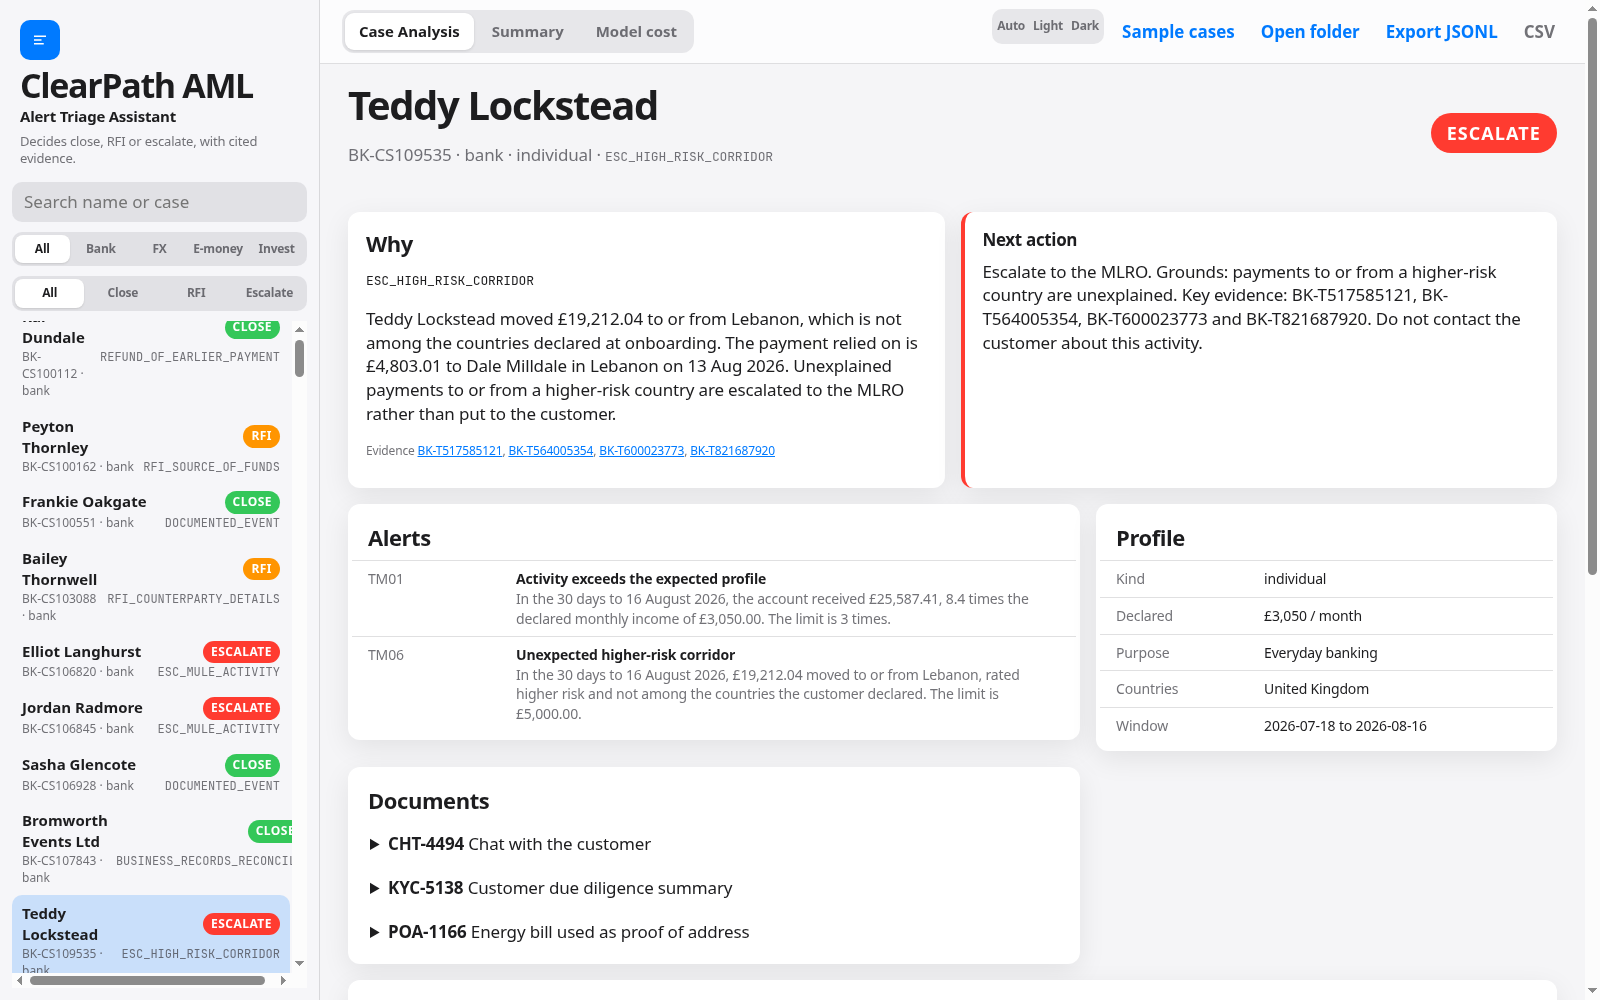 ClearPath AML
Alert Triage Assistant
Decides close, RFI or escalate, with cited
evidence.
Search name or case
All Bank FX E-money Invest
All Close RFI Escalate
Dundale CLOSE
BK-CS100112 · bank REFUND_OF_EARLIER_PAYMENT
Peyton Thornley RFI
BK-CS100162 · bank RFI_SOURCE_OF_FUNDS
Frankie Oakgate CLOSE
BK-CS100551 · bank DOCUMENTED_EVENT
Bailey Thornwell RFI
BK-CS103088 · bank RFI_COUNTERPARTY_DETAILS
Elliot Langhurst ESCALATE
BK-CS106820 · bank ESC_MULE_ACTIVITY
Jordan Radmore ESCALATE
BK-CS106845 · bank ESC_MULE_ACTIVITY
Sasha Glencote CLOSE
BK-CS106928 · bank DOCUMENTED_EVENT
Bromworth Events Ltd CLOSE
BK-CS107843 · bank BUSINESS_RECORDS_RECONCIL
Teddy Lockstead ESCALATE
BK-CS109535 · bank ESC_HIGH_RISK_CORRIDOR
Case Analysis Summary Model cost
Auto Light Dark Sample cases Open folder Export JSONL CSV
Teddy Lockstead
BK-CS109535 · bank · individual · ESC_HIGH_RISK_CORRIDOR
ESCALATE
Why
ESC_HIGH_RISK_CORRIDOR
Teddy Lockstead moved £19,212.04 to or from Lebanon, which is not
among the countries declared at onboarding. The payment relied on is
£4,803.01 to Dale Milldale in Lebanon on 13 Aug 2026. Unexplained
payments to or from a higher-risk country are escalated to the MLRO
rather than put to the customer.
Evidence BK-T517585121, BK-T564005354, BK-T600023773, BK-T821687920
Next action
Escalate to the MLRO. Grounds: payments to or from a higher-risk
country are unexplained. Key evidence: BK-T517585121, BK-
T564005354, BK-T600023773 and BK-T821687920. Do not contact the
customer about this activity.
Alerts
TM01 Activity exceeds the expected profile
In the 30 days to 16 August 2026, the account received £25,587.41, 8.4 times the
declared monthly income of £3,050.00. The limit is 3 times.
TM06 Unexpected higher-risk corridor
In the 30 days to 16 August 2026, £19,212.04 moved to or from Lebanon, rated
higher risk and not among the countries the customer declared. The limit is
£5,000.00.
Profile
Kind individual
Declared £3,050 / month
Purpose Everyday banking
Countries United Kingdom
Window 2026-07-18 to 2026-08-16
Documents
CHT-4494 Chat with the customer
KYC-5138 Customer due diligence summary
POA-1166 Energy bill used as proof of address